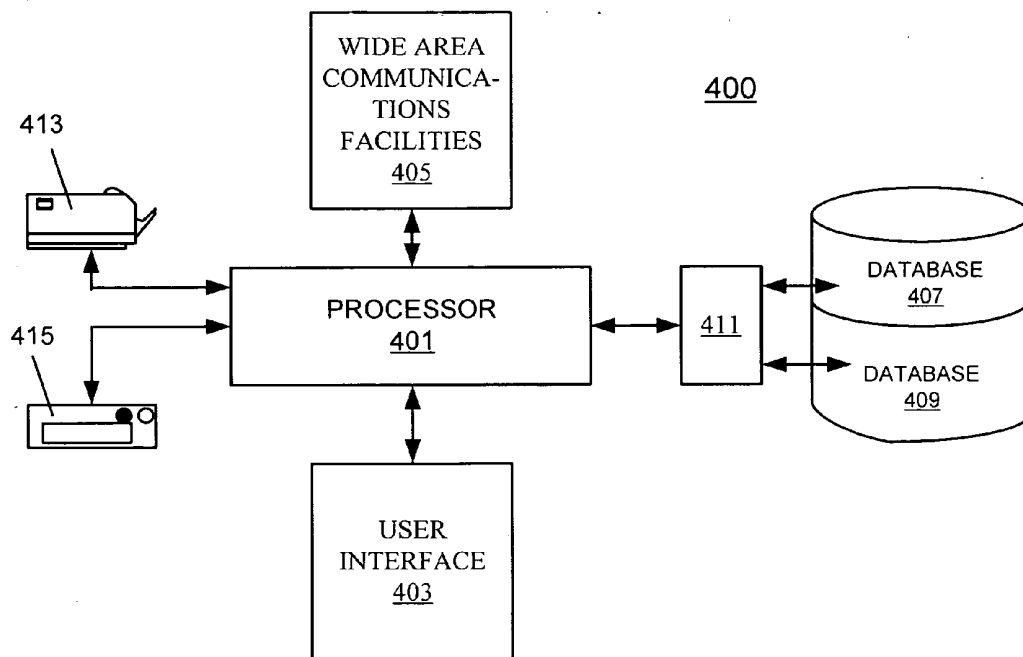 WIDE AREA
COMMUNICA-
TIONS
FACILITIES
405
400
413
DATABASE
407
PROCESSOR
401
411
415
DATABASE
409
USER
INTERFACE
403